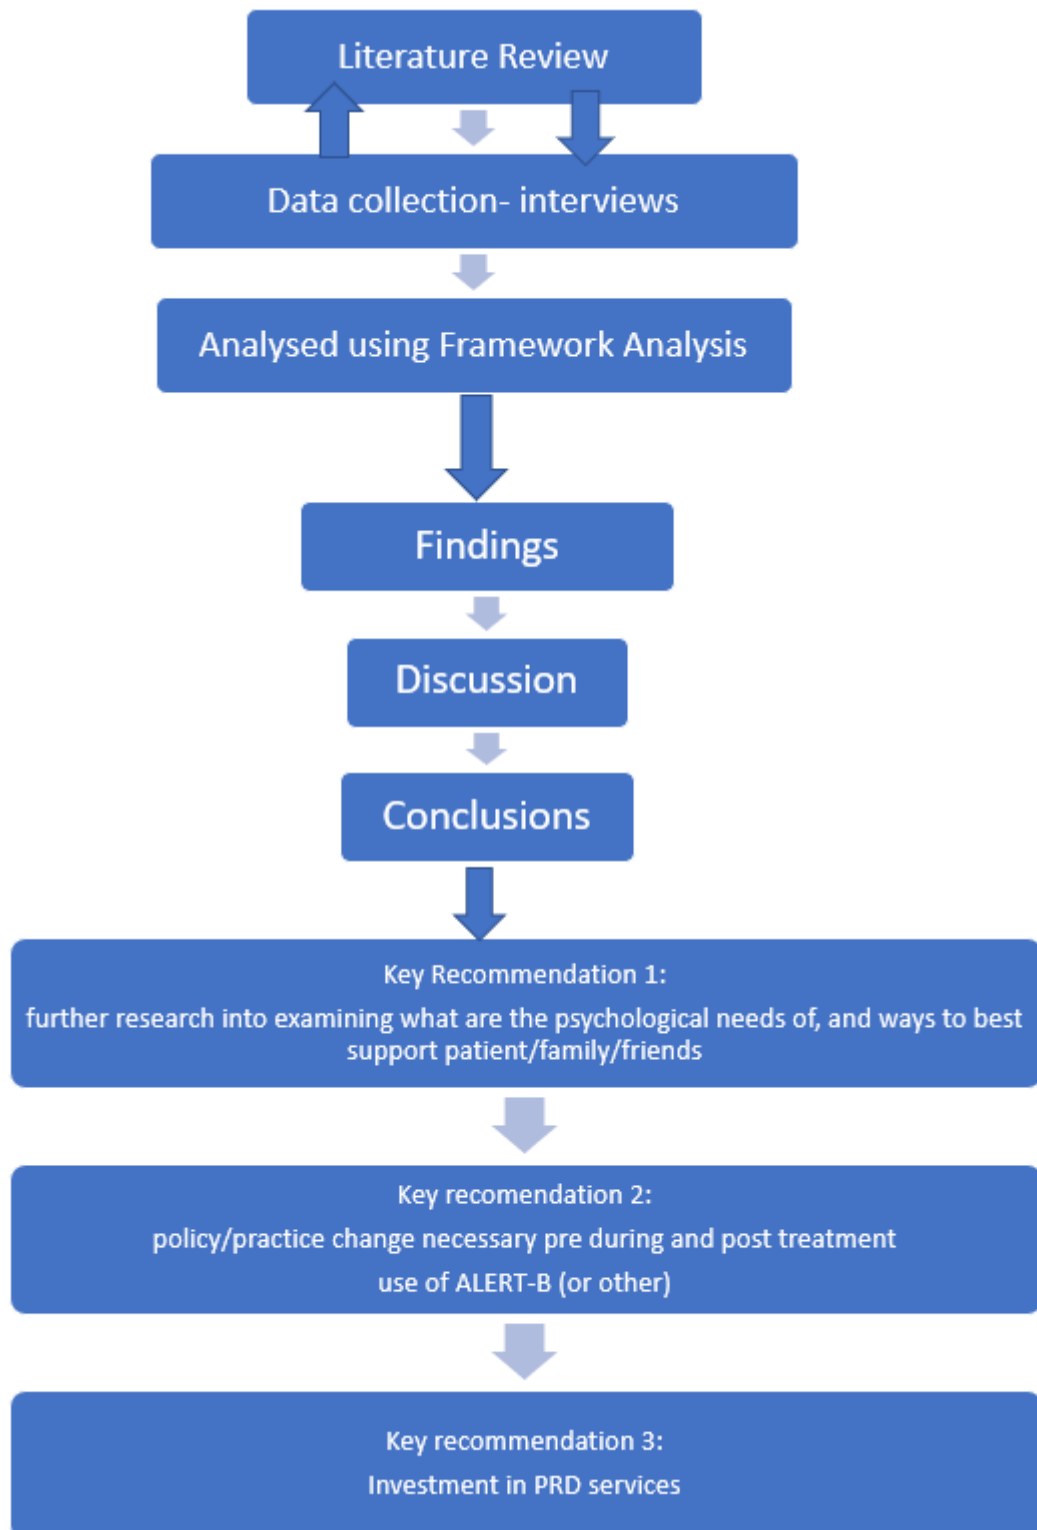 Literature Review
Data collection- interviews
Analysed using Framework Analysis
Findings
Discussion
Conclusions
Key Recommendation 1:
further research into examining what are the psychological needs of, and ways to best
support patient/family/friends
Key recomendation 2:
policy/practice change necessary pre during and post treatment
use of ALERT-B (or other)
Key recommendation 3:
Investment in PRD services